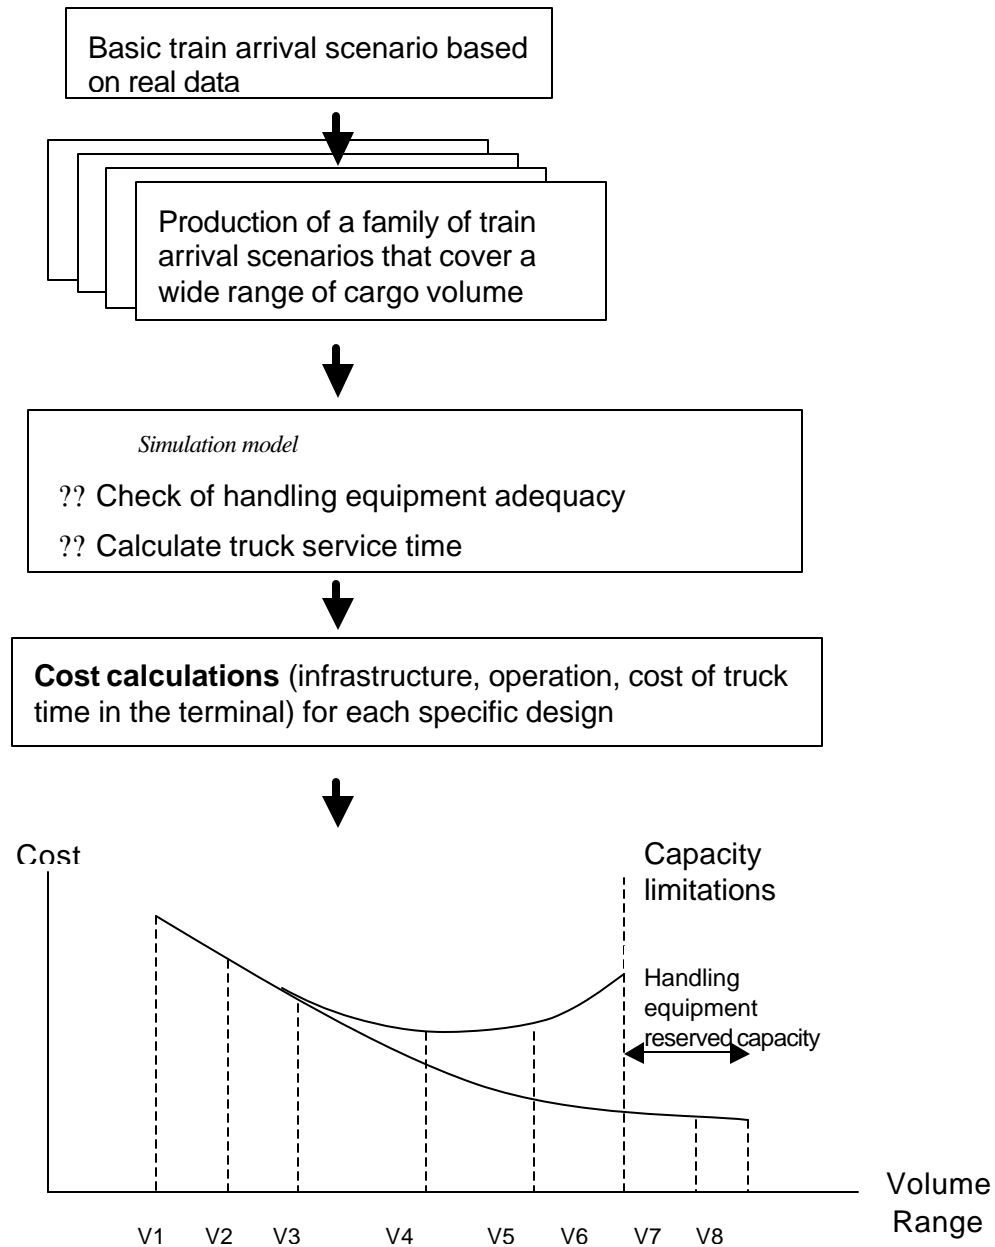 Basic train arrival scenario based
on real data
Production of a family of train
arrival scenarios that cover a
wide range of cargo volume
Simulation model
?? Check of handling equipment adequacy
?? Calculate truck service time
Cost calculations (infrastructure, operation, cost of truck
time in the terminal) for each specific design
Cost
Capacity
limitations
Handling
equipment
reserved capacity
Volume
Range
V1 V2 V3 V4 V5 V6 V7 V8